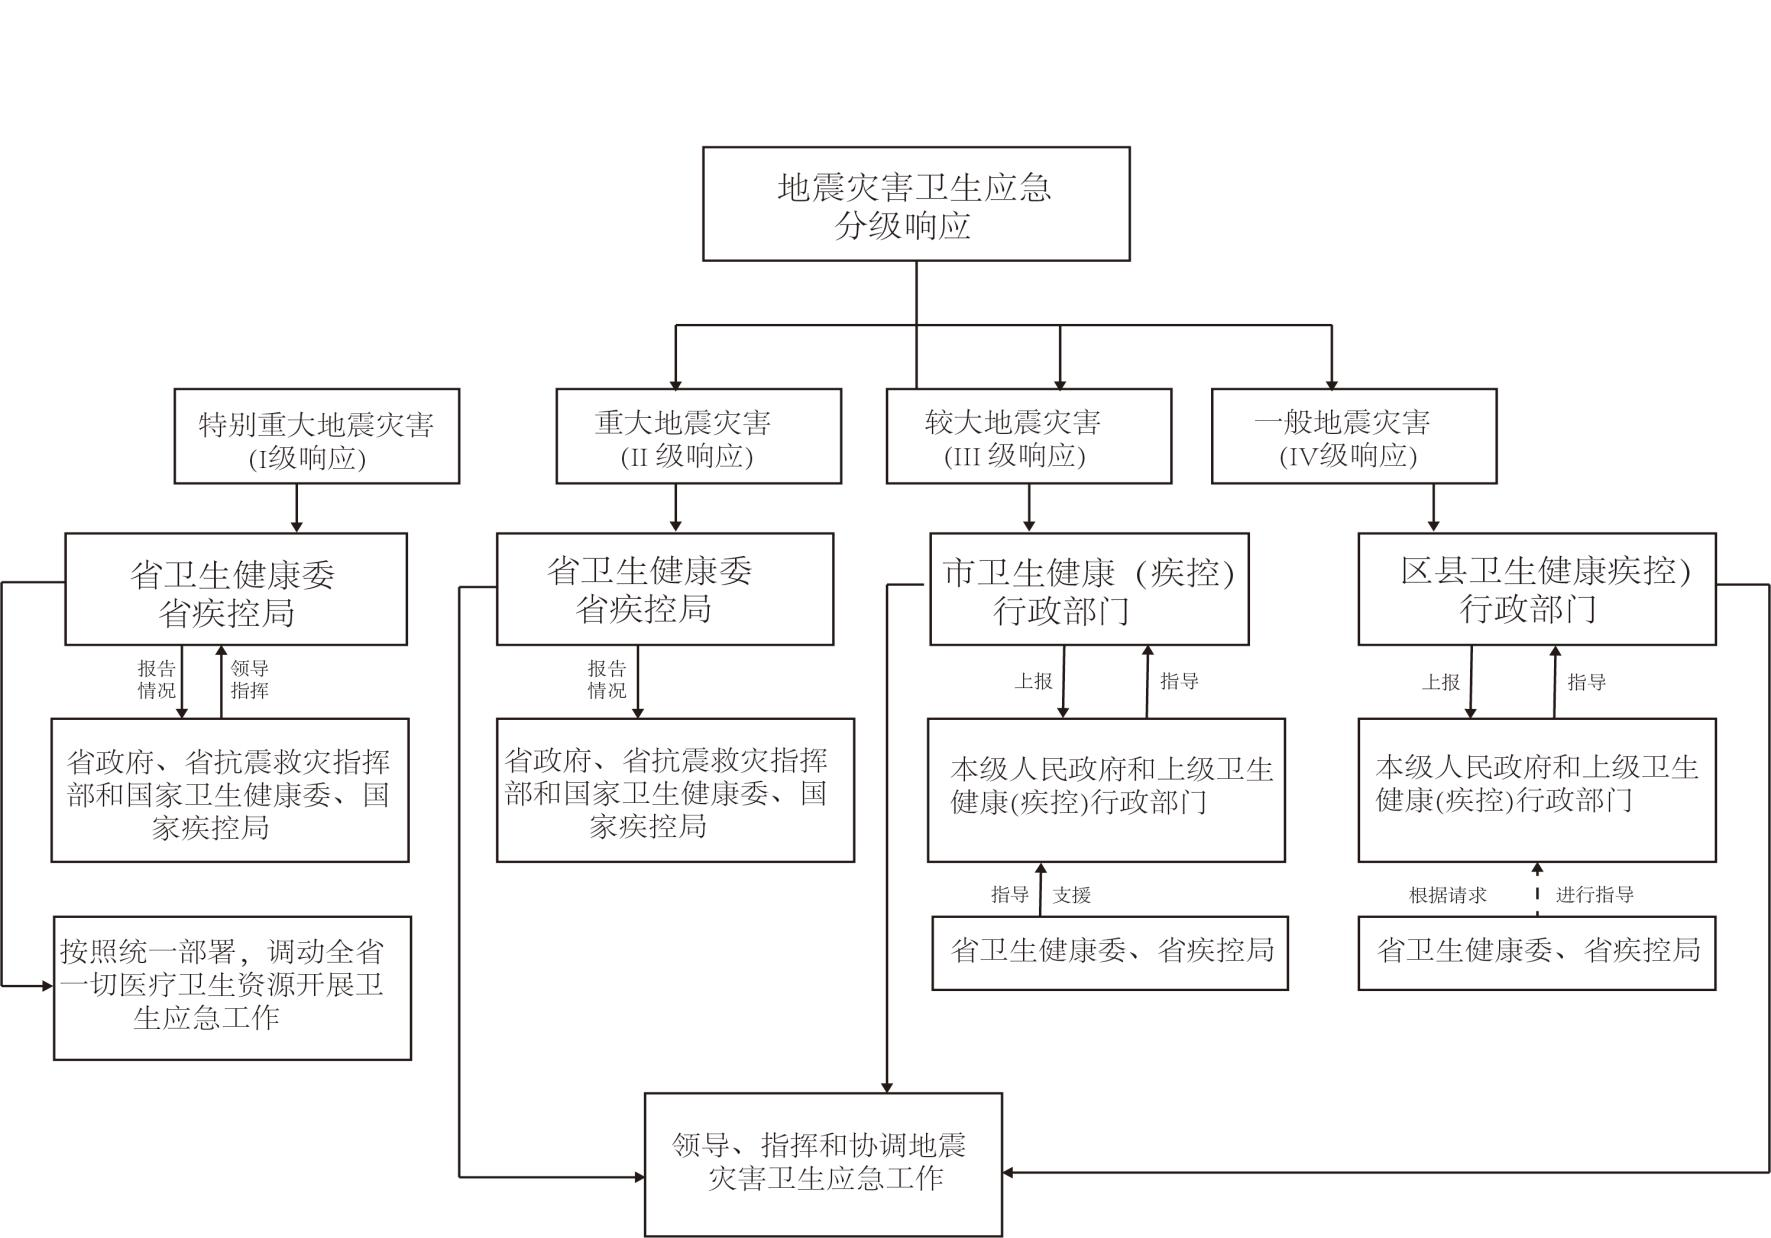 地震灾害卫生应急
分级响应
特别重大地震灾害
(I级响应)
重大地震灾害
(II 级响应)
较大地震灾害
(III 级响应)
一般地震灾害
(IV级响应)
省卫生健康委
省疾控局
省卫生健康委
省疾控局
市卫生健康（疾控)
行政部门
区县卫生健康疾控)
行政部门
报告
情况
领导
指挥
报告
情况
上报
指导
上报
指导
省政府、省抗震救灾指挥
部和国家卫生健康委、国
家疾控局
省政府、省抗震救灾指挥
部和国家卫生健康委、国
家疾控局
本级人民政府和上级卫生
健康(疾控)行政部门
本级人民政府和上级卫生
健康(疾控)行政部门
指导
支援
根据请求
进行指导
按照统一部署，调动全省
一切医疗卫生资源开展卫
生应急工作
省卫生健康委、省疾控局
省卫生健康委、省疾控局
领导、指挥和协调地震
灾害卫生应急工作